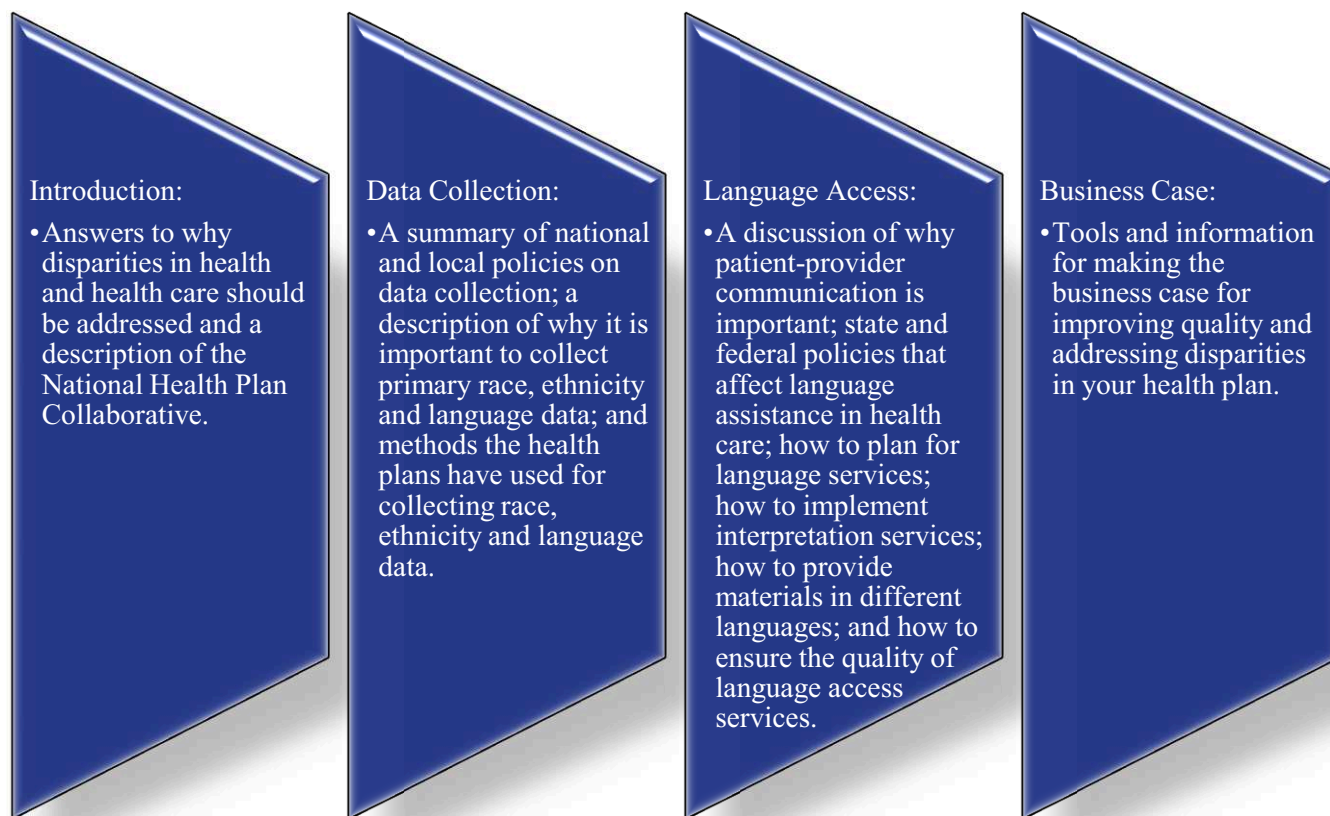 Introduction:
•Answers to why
disparities in health
and health care should
be addressed and a
description of the
National Health Plan
Collaborative.
Data Collection:
•A summary of national
and local policies on
data collection; a
description of why it is
important to collect
primary race, ethnicity
and language data; and
methods the health
plans have used for
collecting race,
ethnicity and language
data.
Language Access:
•A discussion of why
patient-provider
communication is
important; state and
federal policies that
affect language
assistance in health
care; how to plan for
language services;
how to implement
interpretation services;
how to provide
materials in different
languages; and how to
ensure the quality of
language access
services.
Business Case:
•Tools and information
for making the
business case for
improving quality and
addressing disparities
in your health plan.